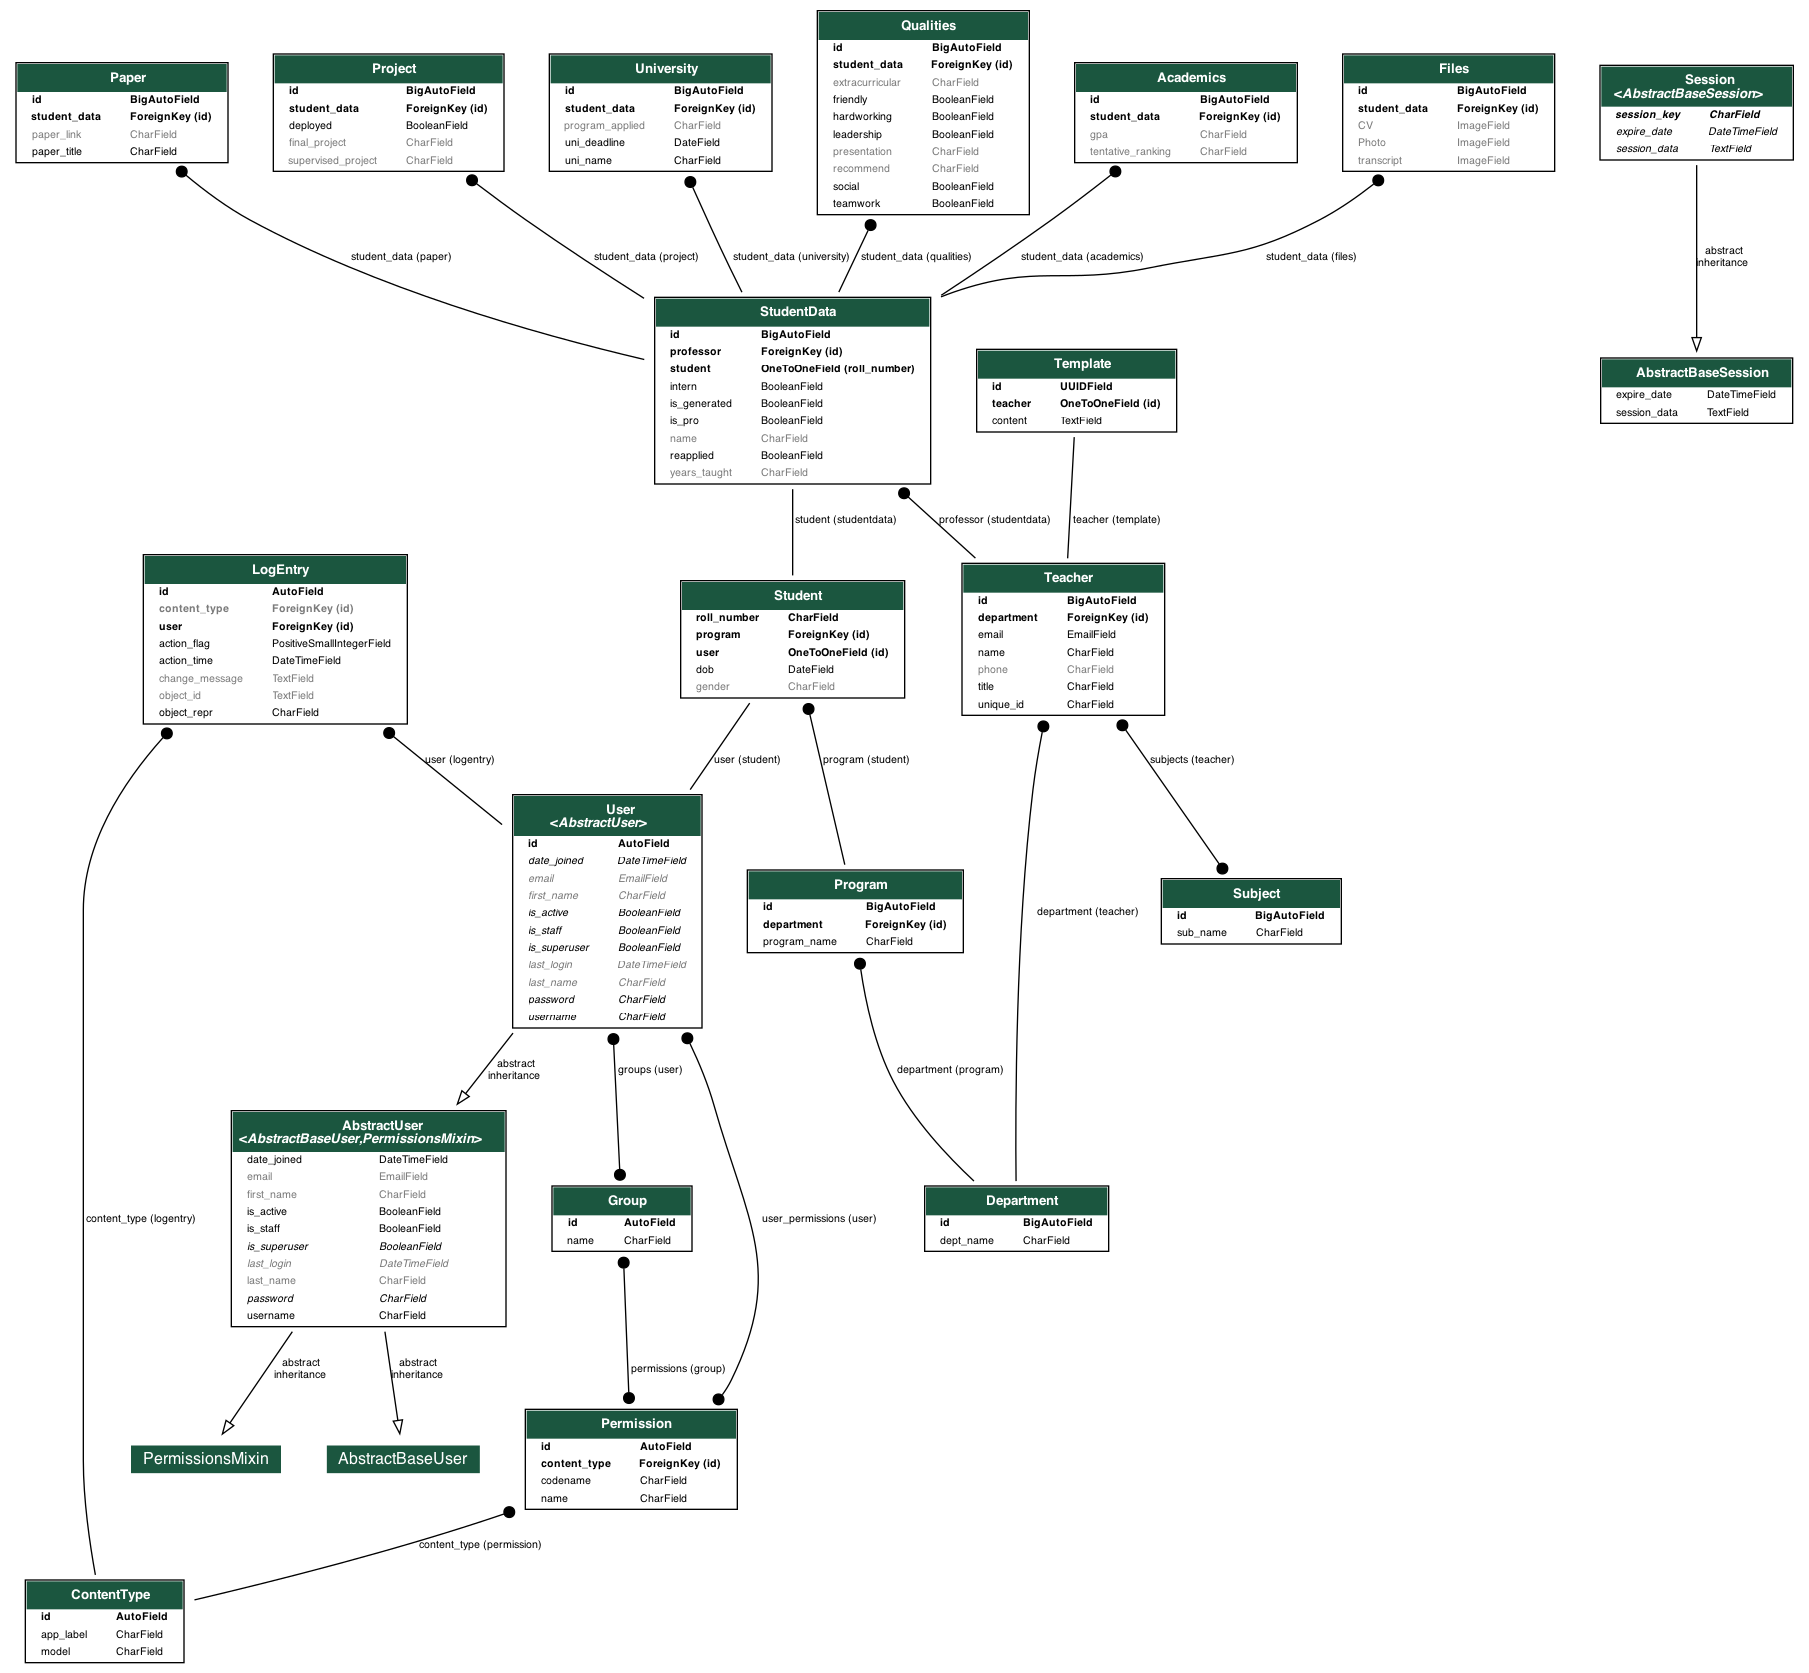 Paper
id BigAutoField
student_data ForeignKey (id)
paper_link CharField
paper_title CharField
Project
id BigAutoField
student_data ForeignKey (id)
deployed BooleanField
final_project CharField
supervised_project CharField
University
id BigAutoField
student_data ForeignKey (id)
program_applied CharField
uni_deadline DateField
uni_name CharField
Qualities
id BigAutoField
student_data ForeignKey (id)
extracurricular CharField
friendly BooleanField
hardworking BooleanField
leadership BooleanField
presentation CharField
recommend CharField
social BooleanField
teamwork BooleanField
Academics
id BigAutoField
student_data ForeignKey (id)
gpa CharField
tentative_ranking CharField
Files
id BigAutoField
student_data ForeignKey (id)
CV ImageField
Photo ImageField
transcript ImageField
Session
<AbstractBaseSession>
session_key CharField
expire_date DateTimeField
session_data TextField
student_data (paper)
student_data (project)
student_data (university)
student_data (qualities)
student_data (academics)
student_data (files)
abstract
inheritance
StudentData
id BigAutoField
professor ForeignKey (id)
student OneToOneField (roll_number)
intern BooleanField
is_generated BooleanField
is_pro BooleanField
name CharField
reapplied BooleanField
years_taught CharField
Template
id UUIDField
teacher OneToOneField (id)
content TextField
AbstractBaseSession
expire_date DateTimeField
session_data TextField
student (studentdata)
professor (studentdata)
teacher (template)
LogEntry
id AutoField
content_type ForeignKey (id)
user ForeignKey (id)
action_flag PositiveSmallIntegerField
action_time DateTimeField
change_message TextField
object_id TextField
object_repr CharField
Student
roll_number CharField
program ForeignKey (id)
user OneToOneField (id)
dob DateField
gender CharField
Teacher
id BigAutoField
department ForeignKey (id)
email EmailField
name CharField
phone CharField
title CharField
unique_id CharField
user (logentry)
user (student)
program (student)
subjects (teacher)
User
<AbstractUser>
id AutoField
date_joined DateTimeField
email EmailField
first_name CharField
is_active BooleanField
is_staff BooleanField
is_superuser BooleanField
last_login DateTimeField
last_name CharField
password CharField
username CharField
Program
id BigAutoField
department ForeignKey (id)
program_name CharField
department (teacher)
Subject
id BigAutoField
sub_name CharField
abstract
inheritance
groups (user)
department (program)
AbstractUser
<AbstractBaseUser,PermissionsMixin>
date_joined DateTimeField
email EmailField
first_name CharField
is_active BooleanField
is_staff BooleanField
is_superuser BooleanField
last_login DateTimeField
last_name CharField
password CharField
username CharField
content_type (logentry)
Group
id AutoField
name CharField
user_permissions (user)
Department
id BigAutoField
dept_name CharField
abstract
inheritance
abstract
inheritance
permissions (group)
PermissionsMixin
AbstractBaseUser
Permission
id AutoField
content_type ForeignKey (id)
codename CharField
name CharField
content_type (permission)
ContentType
id AutoField
app_label CharField
model CharField